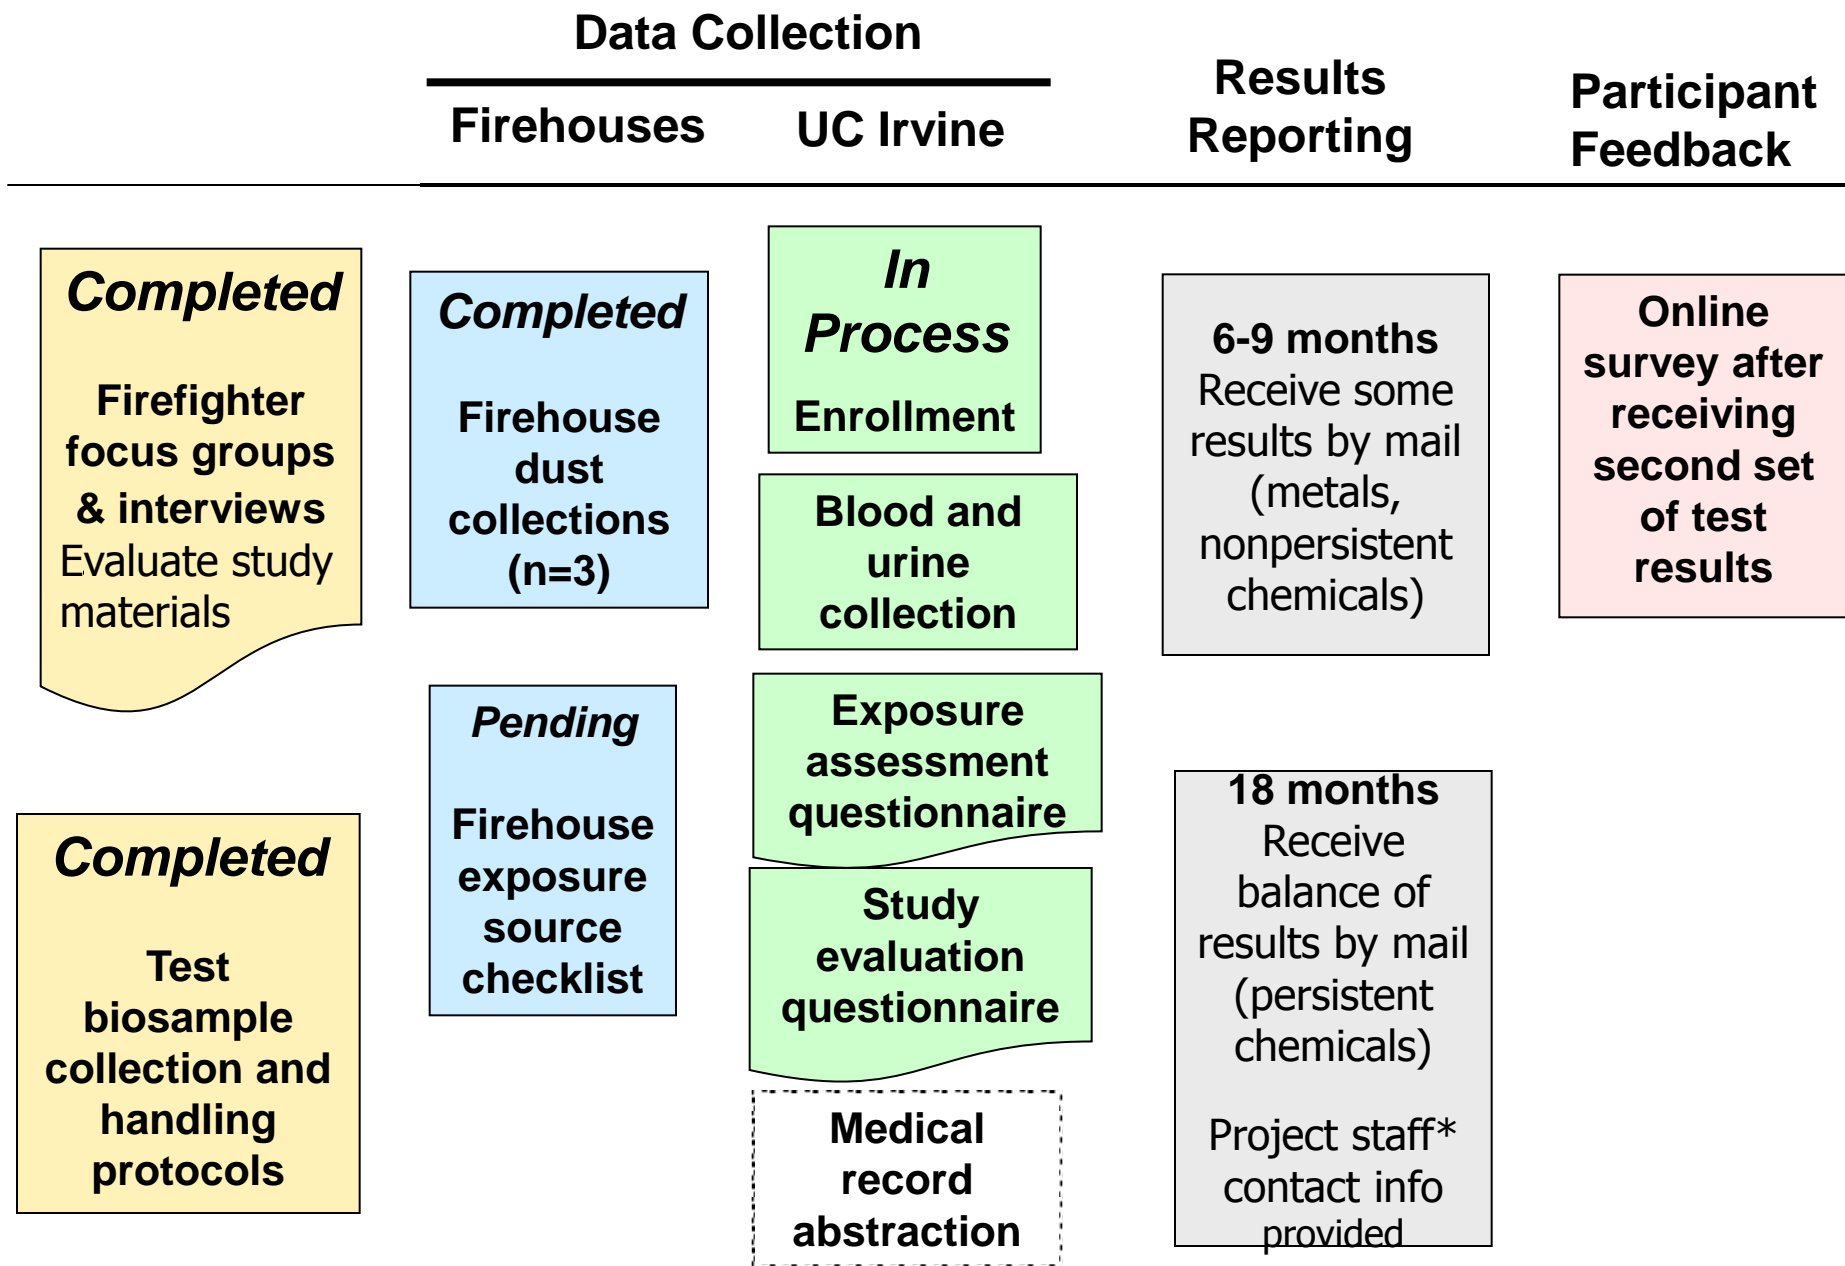 Data Collection
Firehouses
UC Irvine
Results
Reporting
Participant
Feedback
Completed
Firefighter
focus groups
& interviews
Evaluate study
materials
Completed
Test
biosample
collection and
handling
protocols
Completed
Firehouse
dust
collections
(n=3)
Pending
Firehouse
exposure
source
checklist
In
Process
Enrollment
Blood and
urine
collection
Exposure
assessment
questionnaire
Study
evaluation
questionnaire
Medical
record
abstraction
6-9 months
Receive some
results by mail
(metals,
nonpersistent
chemicals)
18 months
Receive
balance of
results by mail
(persistent
chemicals)
Project staff*
contact info
provided
Online
survey after
receiving
second set
of test
results